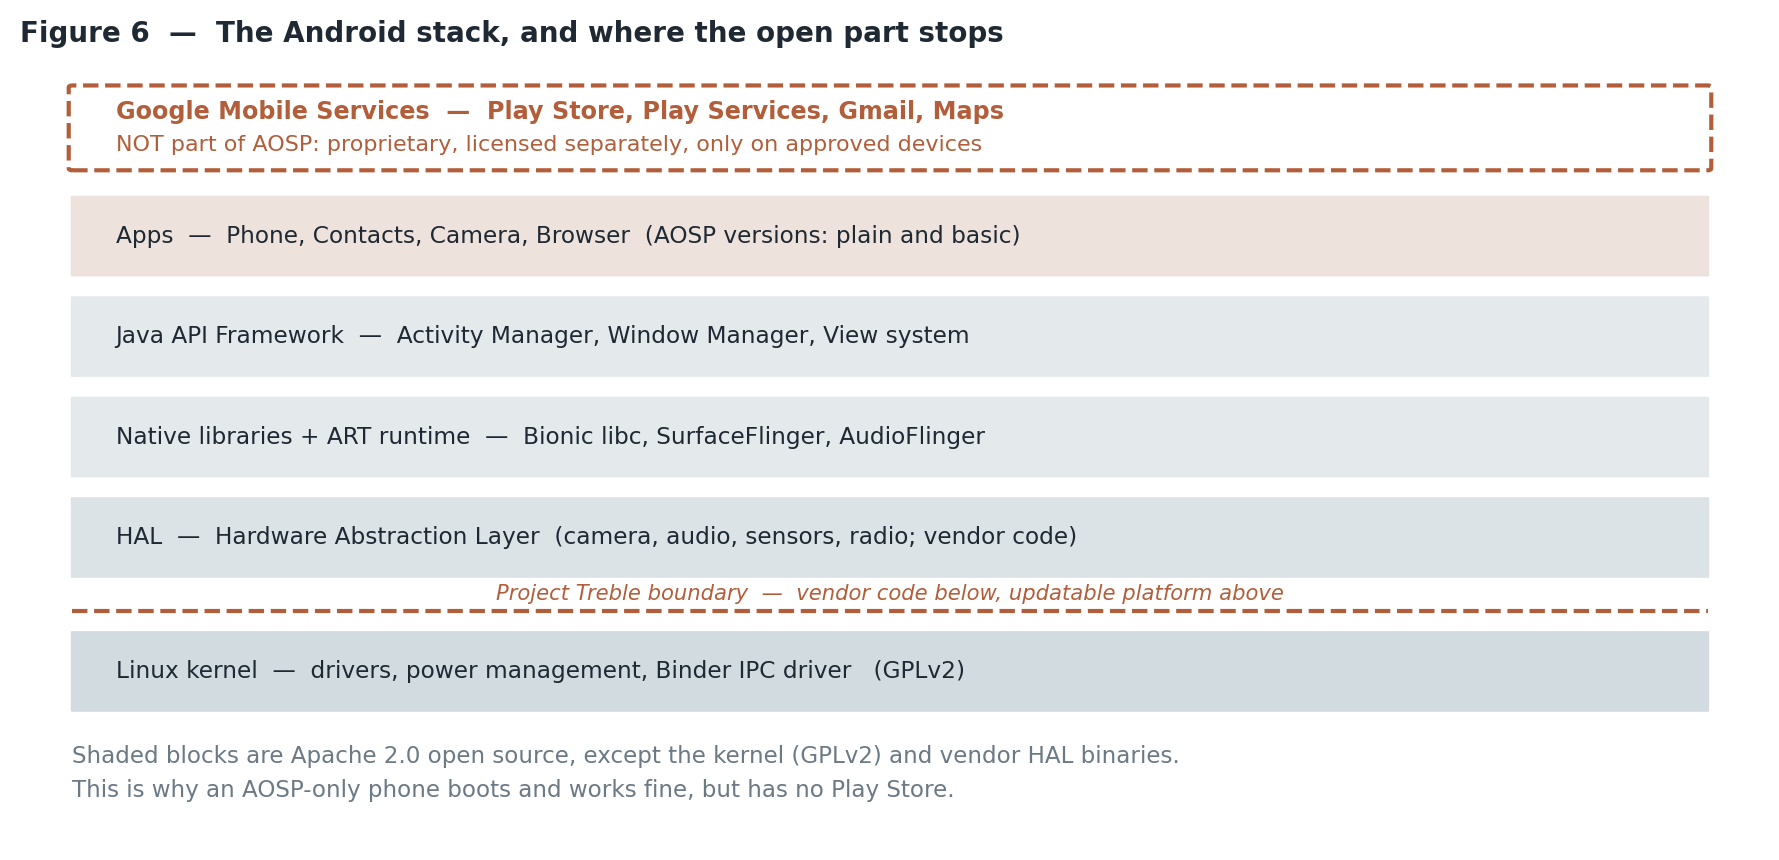 Figure 6 — The Android stack, and where the open part stops
Google Mobile Services — Play Store, Play Services, Gmail, Maps
NOT part of AOSP: proprietary, licensed separately, only on approved devices
Apps — Phone, Contacts, Camera, Browser (AOSP versions: plain and basic)
Java API Framework — Activity Manager, Window Manager, View system
Native libraries + ART runtime — Bionic libc, SurfaceFlinger, AudioFlinger
HAL — Hardware Abstraction Layer (camera, audio, sensors, radio; vendor code)
Project Treble boundary — vendor code below, updatable platform above
Linux kernel — drivers, power management, Binder IPC driver (GPLv2)
Shaded blocks are Apache 2.0 open source, except the kernel (GPLv2) and vendor HAL binaries.
This is why an AOSP-only phone boots and works fine, but has no Play Store.